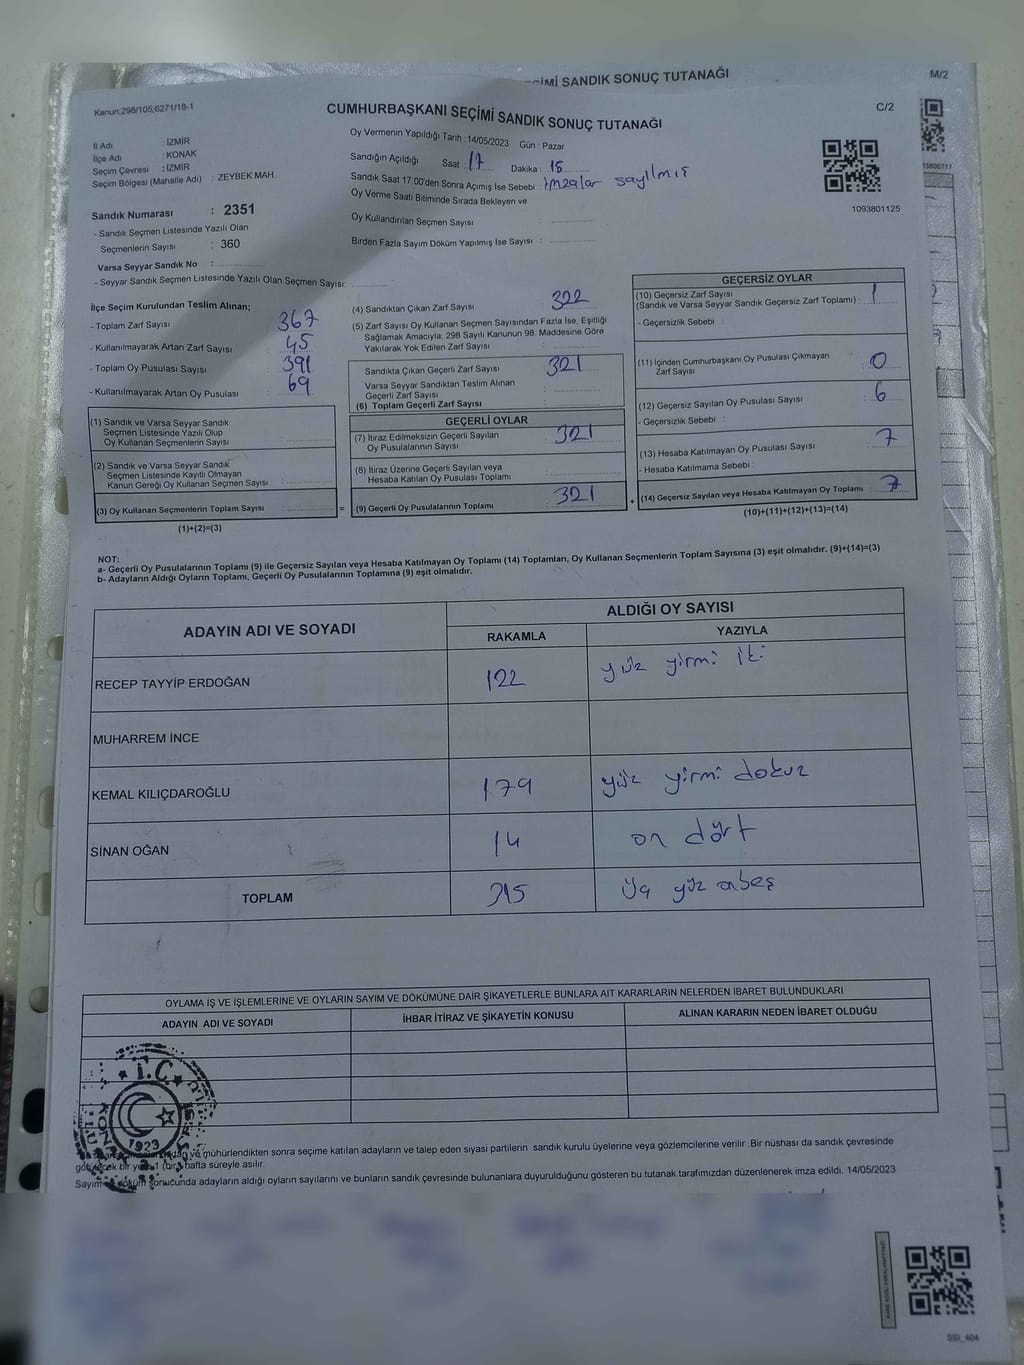 SİMİ SANDIK SONUÇ TUTANAĞI
M/2
Kanun;298/105;6271/18-1
CUMHURBAŞKANI SEÇİMİ SANDIK SONUÇ TUTANAĞI
C/2
İl Adı : İZMİR
İlçe Adı : KONAK
Seçim Çevresi : İZMİR
Seçim Bölgesi (Mahalle Adı) : ZEYBEK MAH.
Oy Vermenin Yapıldığı Tarih :14/05/2023 Gün : Pazar
Sandığın Açıldığı Saat 17 Dakika 15
Sandık Saat 17.00'den Sonra Açımış İse Sebebi : İmzalar sayılmış
Oy Verme Saati Bitiminde Sırada Bekleyen ve
Oy Kullandırılan Seçmen Sayısı :
Birden Fazla Sayım Döküm Yapılmış İse Sayısı :
1093801125
Sandık Numarası : 2351
- Sandık Seçmen Listesinde Yazılı Olan
Seçmenlerin Sayısı : 360
Varsa Seyyar Sandık No :
- Seyyar Sandık Seçmen Listesinde Yazılı Olan Seçmen Sayısı:
İlçe Seçim Kurulundan Teslim Alınan;
- Toplam Zarf Sayısı 367
- Kullanılmayarak Artan Zarf Sayısı 45
- Toplam Oy Pusulası Sayısı 391
- Kullanılmayarak Artan Oy Pusulası 69
(1) Sandık ve Varsa Seyyar Sandık
Seçmen Listesinde Yazılı Olup
Oy Kullanan Seçmenlerin Sayısı
(2) Sandık ve Varsa Seyyar Sandık
Seçmen Listesinde Kayıtlı Olmayan
Kanun Gereği Oy Kullanan Seçmen Sayısı
(3) Oy Kullanan Seçmenlerin Toplam Sayısı
(1)+(2)=(3)
(4) Sandıktan Çıkan Zarf Sayısı 322
(5) Zarf Sayısı Oy Kullanan Seçmen Sayısından Fazla İse, Eşitliği
Sağlamak Amacıyla; 298 Sayılı Kanunun 98. Maddesine Göre
Yakılarak Yok Edilen Zarf Sayısı
Sandıkta Çıkan Geçerli Zarf Sayısı 321
Varsa Seyyar Sandıktan Teslim Alınan
Geçerli Zarf Sayısı
(6) Toplam Geçerli Zarf Sayısı
=
GEÇERLİ OYLAR
(7) İtiraz Edilmeksizin Geçerli Sayılan
Oy Pusulalarının Sayısı 321
(8) İtiraz Üzerine Geçerli Sayılan veya
Hesaba Katılan Oy Pusulası Toplamı
(9) Geçerli Oy Pusulalarının Toplamı 321
+
GEÇERSİZ OYLAR
(10) Geçersiz Zarf Sayısı
(Sandık ve Varsa Seyyar Sandık Geçersiz Zarf Toplamı) : 1
- Geçersizlik Sebebi :
(11) İçinden Cumhurbaşkanı Oy Pusulası Çıkmayan
Zarf Sayısı 0
(12) Geçersiz Sayılan Oy Pusulası Sayısı 6
- Geçersizlik Sebebi :
(13) Hesaba Katılmayan Oy Pusulası Sayısı 7
- Hesaba Katılmama Sebebi :
(14) Geçersiz Sayılan veya Hesaba Katılmayan Oy Toplamı 7
(10)+(11)+(12)+(13)=(14)
NOT:
a- Geçerli Oy Pusulalarının Toplamı (9) ile Geçersiz Sayılan veya Hesaba Katılmayan Oy Toplamı (14) Toplamları, Oy Kullanan Seçmenlerin Toplam Sayısına (3) eşit olmalıdır. (9)+(14)=(3)
b- Adayların Aldığı Oyların Toplamı, Geçerli Oy Pusulalarının Toplamına (9) eşit olmalıdır.
ADAYIN ADI VE SOYADI
ALDIĞI OY SAYISI
RAKAMLA YAZIYLA
RECEP TAYYİP ERDOĞAN 122 yüz yirmi iki
MUHARREM İNCE
KEMAL KILIÇDAROĞLU 179 yüz yirmi dokuz
SİNAN OĞAN 14 on dört
TOPLAM 315 üç yüz onbeş
OYLAMA İŞ VE İŞLEMLERİNE VE OYLARIN SAYIM VE DÖKÜMÜNE DAİR ŞİKAYETLERLE BUNLARA AİT KARARLARIN NELERDEN İBARET BULUNDUKLARI
ADAYIN ADI VE SOYADI İHBAR İTİRAZ VE ŞİKAYETİN KONUSU ALINAN KARARIN NEDEN İBARET OLDUĞU
T.C.
1923
ve mühürlendikten sonra seçime katılan adayların ve talep eden siyasi partilerin sandık kurulu üyelerine veya gözlemcilerine verilir Bir nüshası da sandık çevresinde
bir yere 1 (bir) hafta süreyle asılır.
Sayım döküm sonucunda adayların aldığı oyların sayılarını ve bunların sandık çevresinde bulunanlara duyurulduğunu gösteren bu tutanak tarafımızdan düzenlenerek imza edildi. 14/05/2023
SSI_404